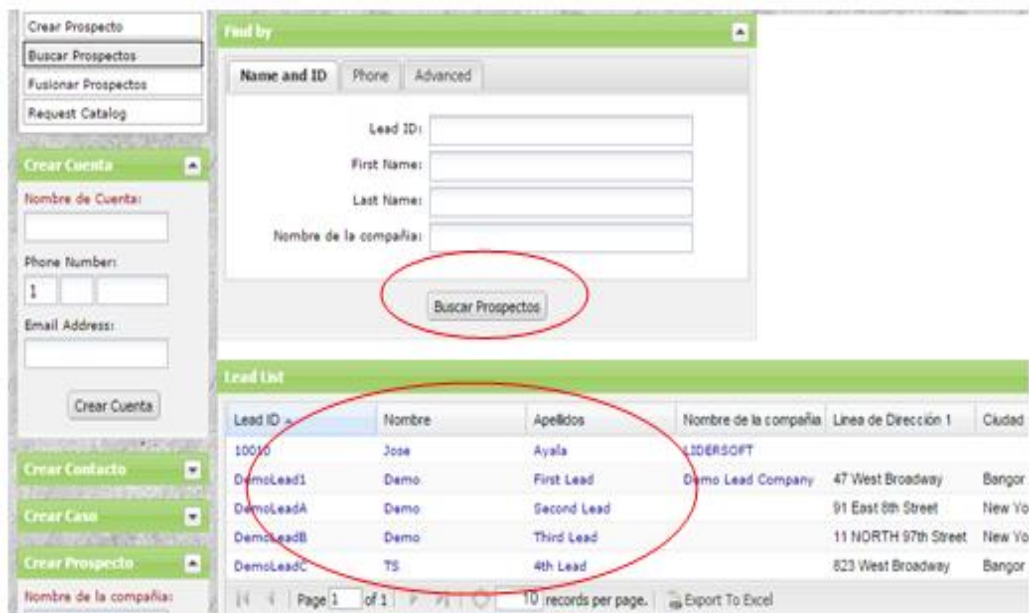 Crear Prospecto
Buscar Prospectos
Fusionar Prospectos
Request Catalog
Crear Cuenta
Nombre de Cuenta:
Phone Number:
1
Email Address:
Crear Cuenta
Crear Contacto
Crear Caso
Crear Prospecto
Nombre de la compañia:
Find by
Name and ID Phone Advanced
Lead ID:
First Name:
Last Name:
Nombre de la compañia:
Buscar Prospectos
Lead List
Lead ID Nombre Apellidos Nombre de la compañia Linea de Dirección 1 Ciudad
10010 Jose Ayala LIDERSOFT
DemoLead1 Demo First Lead Demo Lead Company 47 West Broadway Bangor
DemoLeadA Demo Second Lead 91 East 8th Street New Yo
DemoLeadB Demo Third Lead 11 NORTH 97th Street New Yo
DemoLeadC TS 4th Lead 823 West Broadway Bangor
Page 1 of 1 10 records per page. Export To Excel